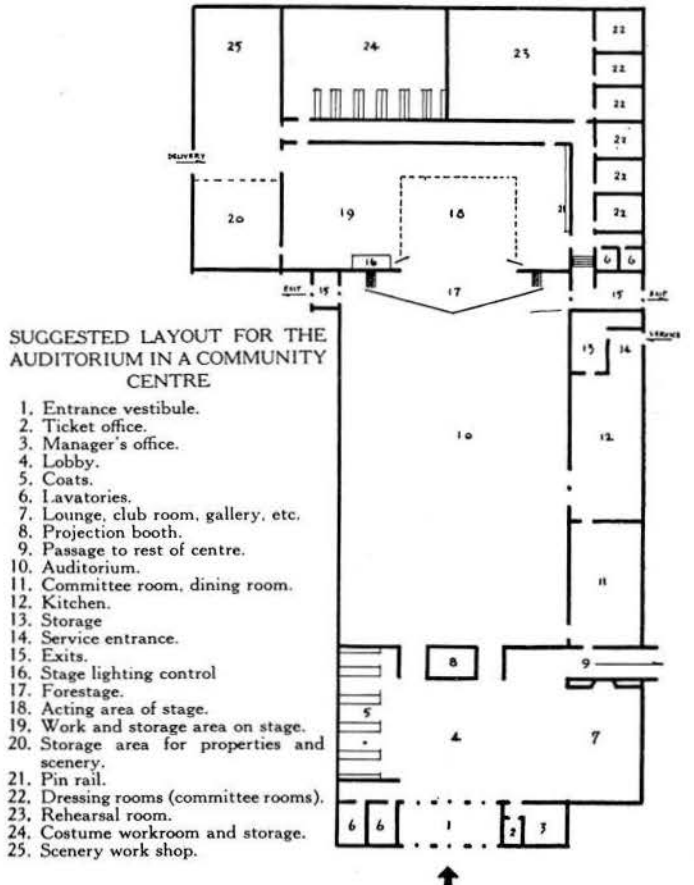 25
24
23
22
22
22
22
22
22
DELIVERY
20
19
18
21
16
6 6
EXIT 15
17
15 EXIT
SERVICE
13
14
10
12
11
8
9
5
4
7
6 6
1
2
3
SUGGESTED LAYOUT FOR THE
AUDITORIUM IN A COMMUNITY
CENTRE
1. Entrance vestibule.
2. Ticket office.
3. Manager's office.
4. Lobby.
5. Coats.
6. Lavatories.
7. Lounge, club room, gallery, etc.
8. Projection booth.
9. Passage to rest of centre.
10. Auditorium.
11. Committee room, dining room.
12. Kitchen.
13. Storage
14. Service entrance.
15. Exits.
16. Stage lighting control
17. Forestage.
18. Acting area of stage.
19. Work and storage area on stage.
20. Storage area for properties and
scenery.
21. Pin rail.
22. Dressing rooms (committee rooms).
23. Rehearsal room.
24. Costume workroom and storage.
25. Scenery work shop.